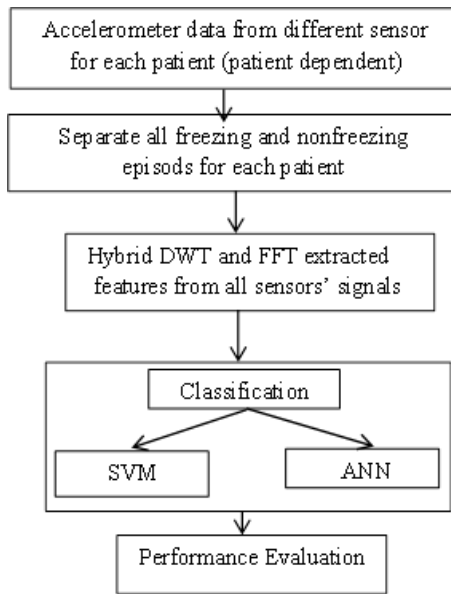 Accelerometer data from different sensor
for each patient (patient dependent)
Separate all freezing and nonfreezing
episods for each patient
Hybrid DWT and FFT extracted
features from all sensors' signals
Classification
SVM
ANN
Performance Evaluation